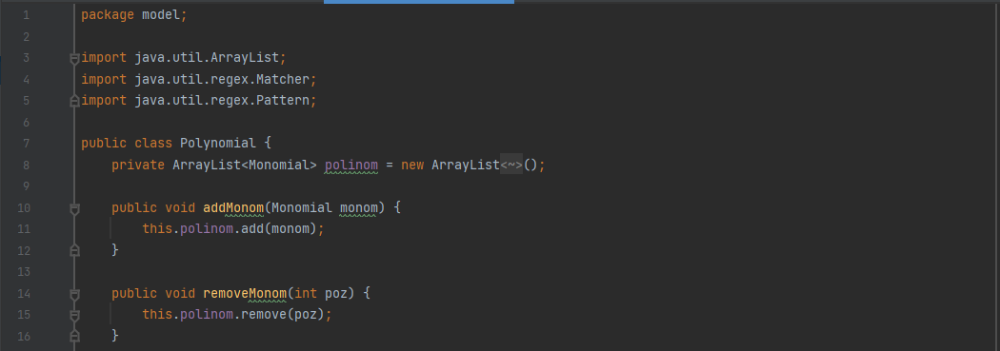 1 package model;
2
3 import java.util.ArrayList;
4 import java.util.regex.Matcher;
5 import java.util.regex.Pattern;
6
7 public class Polynomial {
8 private ArrayList<Monomial> polinom = new ArrayList<~>();
9
10 public void addMonom(Monomial monom) {
11 this.polinom.add(monom);
12 }
13
14 public void removeMonom(int poz) {
15 this.polinom.remove(poz);
16 }